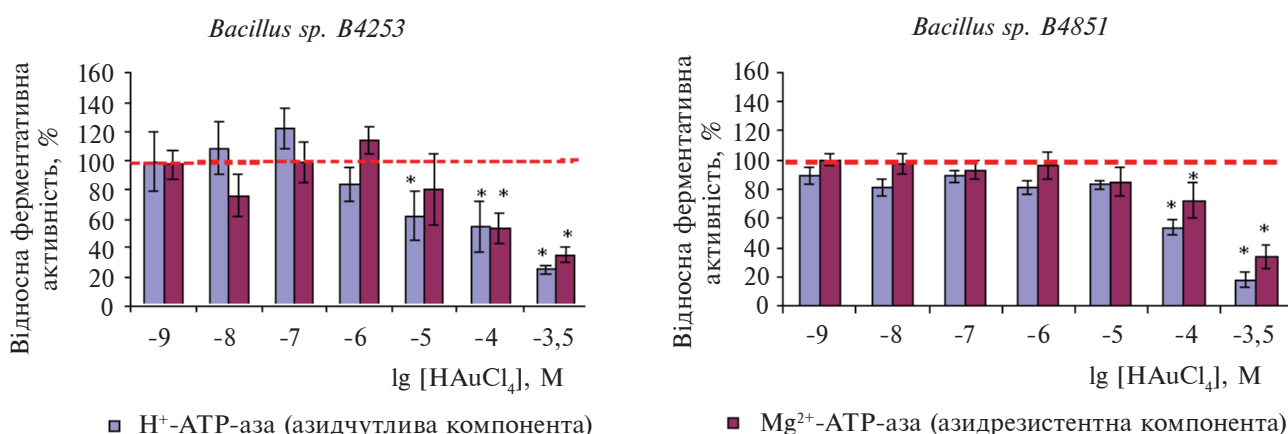 Bacillus sp. B4253
Відносна ферментативна
активність, %
160
140
120
100
80
60
40
20
0
* * * * *
-9 -8 -7 -6 -5 -4 -3,5
lg [HAuCl₄], M
H⁺-АТР-аза (азидчутлива компонента)
Bacillus sp. B4851
Відносна ферментативна
активність, %
160
140
120
100
80
60
40
20
0
* * * *
-9 -8 -7 -6 -5 -4 -3,5
lg [HAuCl₄], M
Mg²⁺-АТР-аза (азидрезистентна компонента)